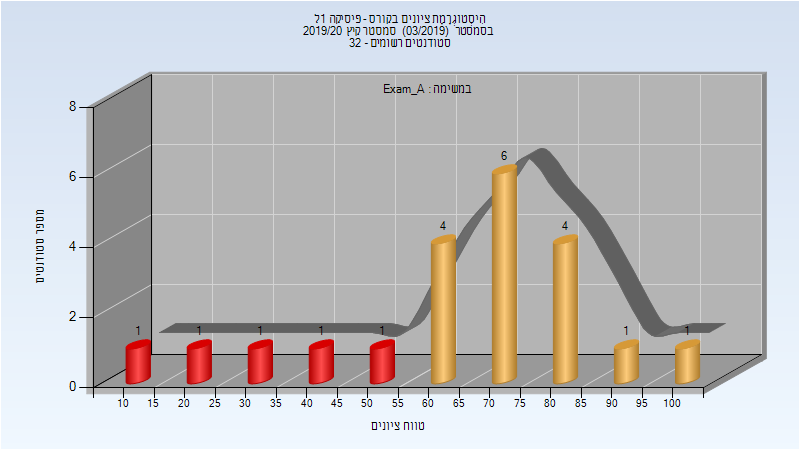 היסטוגרמת ציונים בקורס - פיסיקה 1ל
בסמסטר (03/2019) סמסטר קיץ 2019/20
סטודנטים רשומים - 32
במשימה : Exam_A
מספר סטודנטים
8
6
4
2
0
1
1
1
1
1
4
6
4
1
1
10 15 20 25 30 35 40 45 50 55 60 65 70 75 80 85 90 95 100
טווח ציונים